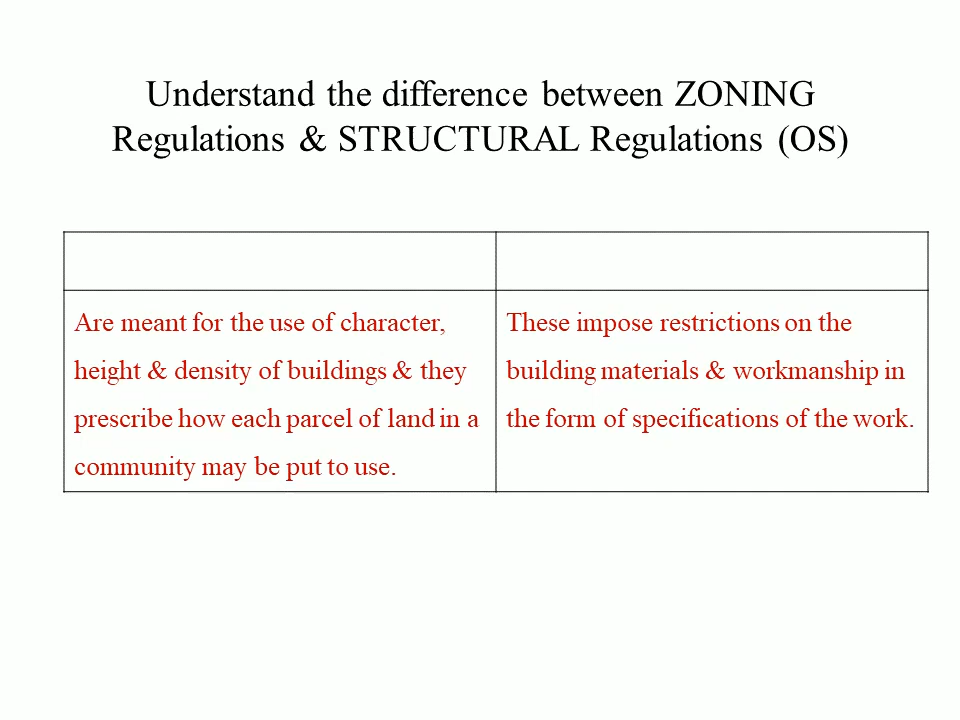 Understand the difference between ZONING
Regulations & STRUCTURAL Regulations (OS)
Are meant for the use of character,
height & density of buildings & they
prescribe how each parcel of land in a
community may be put to use.
These impose restrictions on the
building materials & workmanship in
the form of specifications of the work.